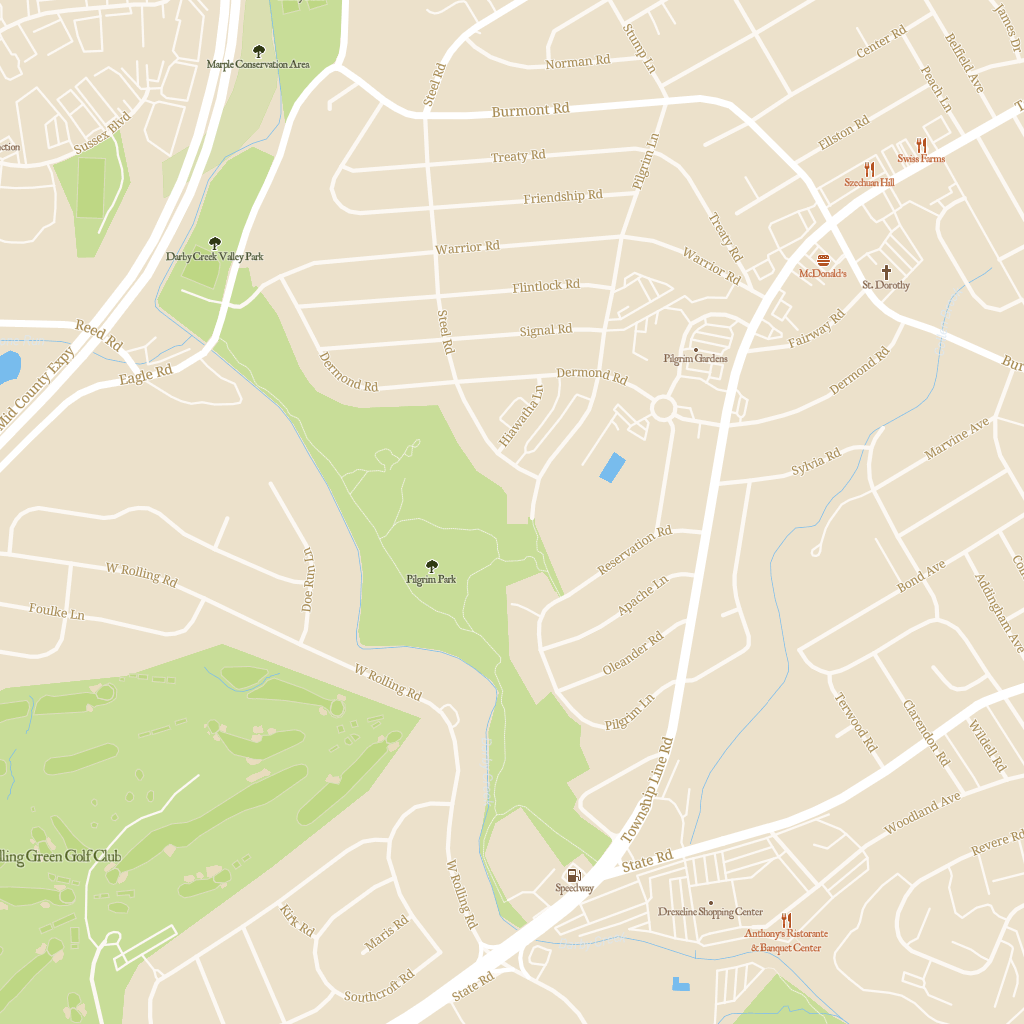 Marple Conservation Area
Sussex Blvd
Steel Rd
Norman Rd
Stump Ln
Center Rd
Belfield Ave
James Dr
Peach Ln
Burmont Rd
Ellston Rd
Swiss Farms
Szechuan Hill
Treaty Rd
Pilgrim Ln
Friendship Rd
Treaty Rd
Darby Creek Valley Park
Warrior Rd
Warrior Rd
McDonald's
St. Dorothy
Flintlock Rd
Reed Rd
Steel Rd
Signal Rd
Fairway Rd
Pilgrim Gardens
Mid County Expy
Eagle Rd
Dermond Rd
Dermond Rd
Dermond Rd
Hiawatha Ln
Marvine Ave
Sylvia Rd
Reservation Rd
W Rolling Rd
Doe Run Ln
Pilgrim Park
Bond Ave
Addingham Ave
Foulke Ln
Apache Ln
Oleander Rd
W Rolling Rd
Pilgrim Ln
Terwood Rd
Clarendon Rd
Wildell Rd
Township Line Rd
Woodland Ave
Revere Rd
lling Green Golf Club
State Rd
Speedway
W Rolling Rd
Drexeline Shopping Center
Kirk Rd
Maris Rd
Anthony's Ristorante
& Banquet Center
Southcroft Rd
State Rd